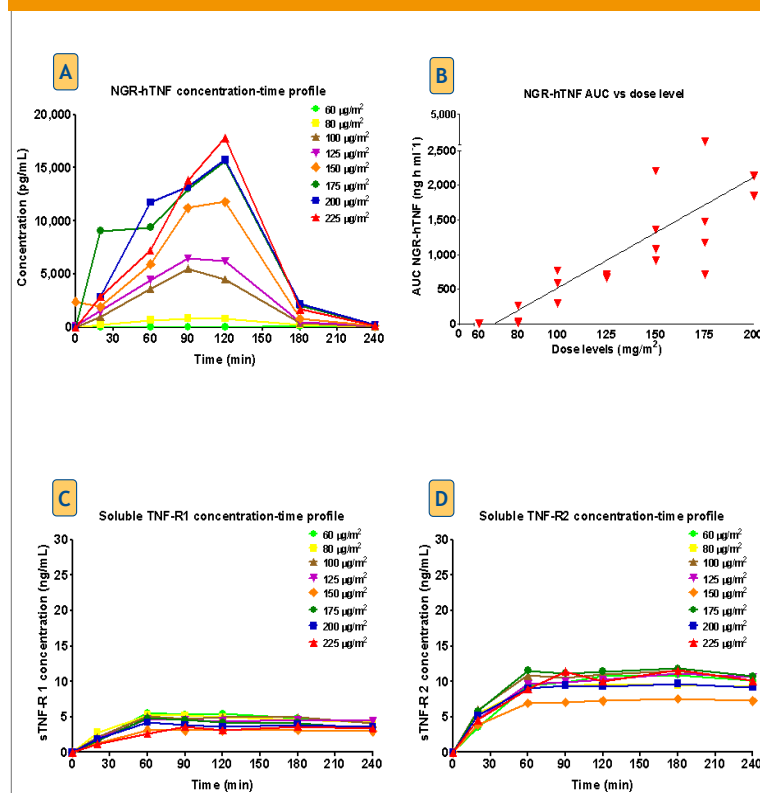 A
NGR-hTNF concentration-time profile
Concentration (pg/mL)
20,000
15,000
10,000
5,000
0
0 30 60 90 120 150 180 210 240
Time (min)
60 µg/m²
80 µg/m²
100 µg/m²
125 µg/m²
150 µg/m²
175 µg/m²
200 µg/m²
225 µg/m²
B
NGR-hTNF AUC vs dose level
AUC NGR-hTNF (ng h ml⁻¹)
5,000
2,500
2,000
1,500
1,000
500
0
0 60 80 100 125 150 175 200
Dose levels (mg/m²)
C
Soluble TNF-R1 concentration-time profile
sTNF-R 1 concentration (ng/mL)
30
25
20
15
10
5
0
0 30 60 90 120 150 180 210 240
Time (min)
60 µg/m²
80 µg/m²
100 µg/m²
125 µg/m²
150 µg/m²
175 µg/m²
200 µg/m²
225 µg/m²
D
Soluble TNF-R2 concentration-time profile
sTNF-R 2 concentration (ng/mL)
30
25
20
15
10
5
0
0 30 60 90 120 150 180 210 240
Time (min)
60 µg/m²
80 µg/m²
100 µg/m²
125 µg/m²
150 µg/m²
175 µg/m²
200 µg/m²
225 µg/m²